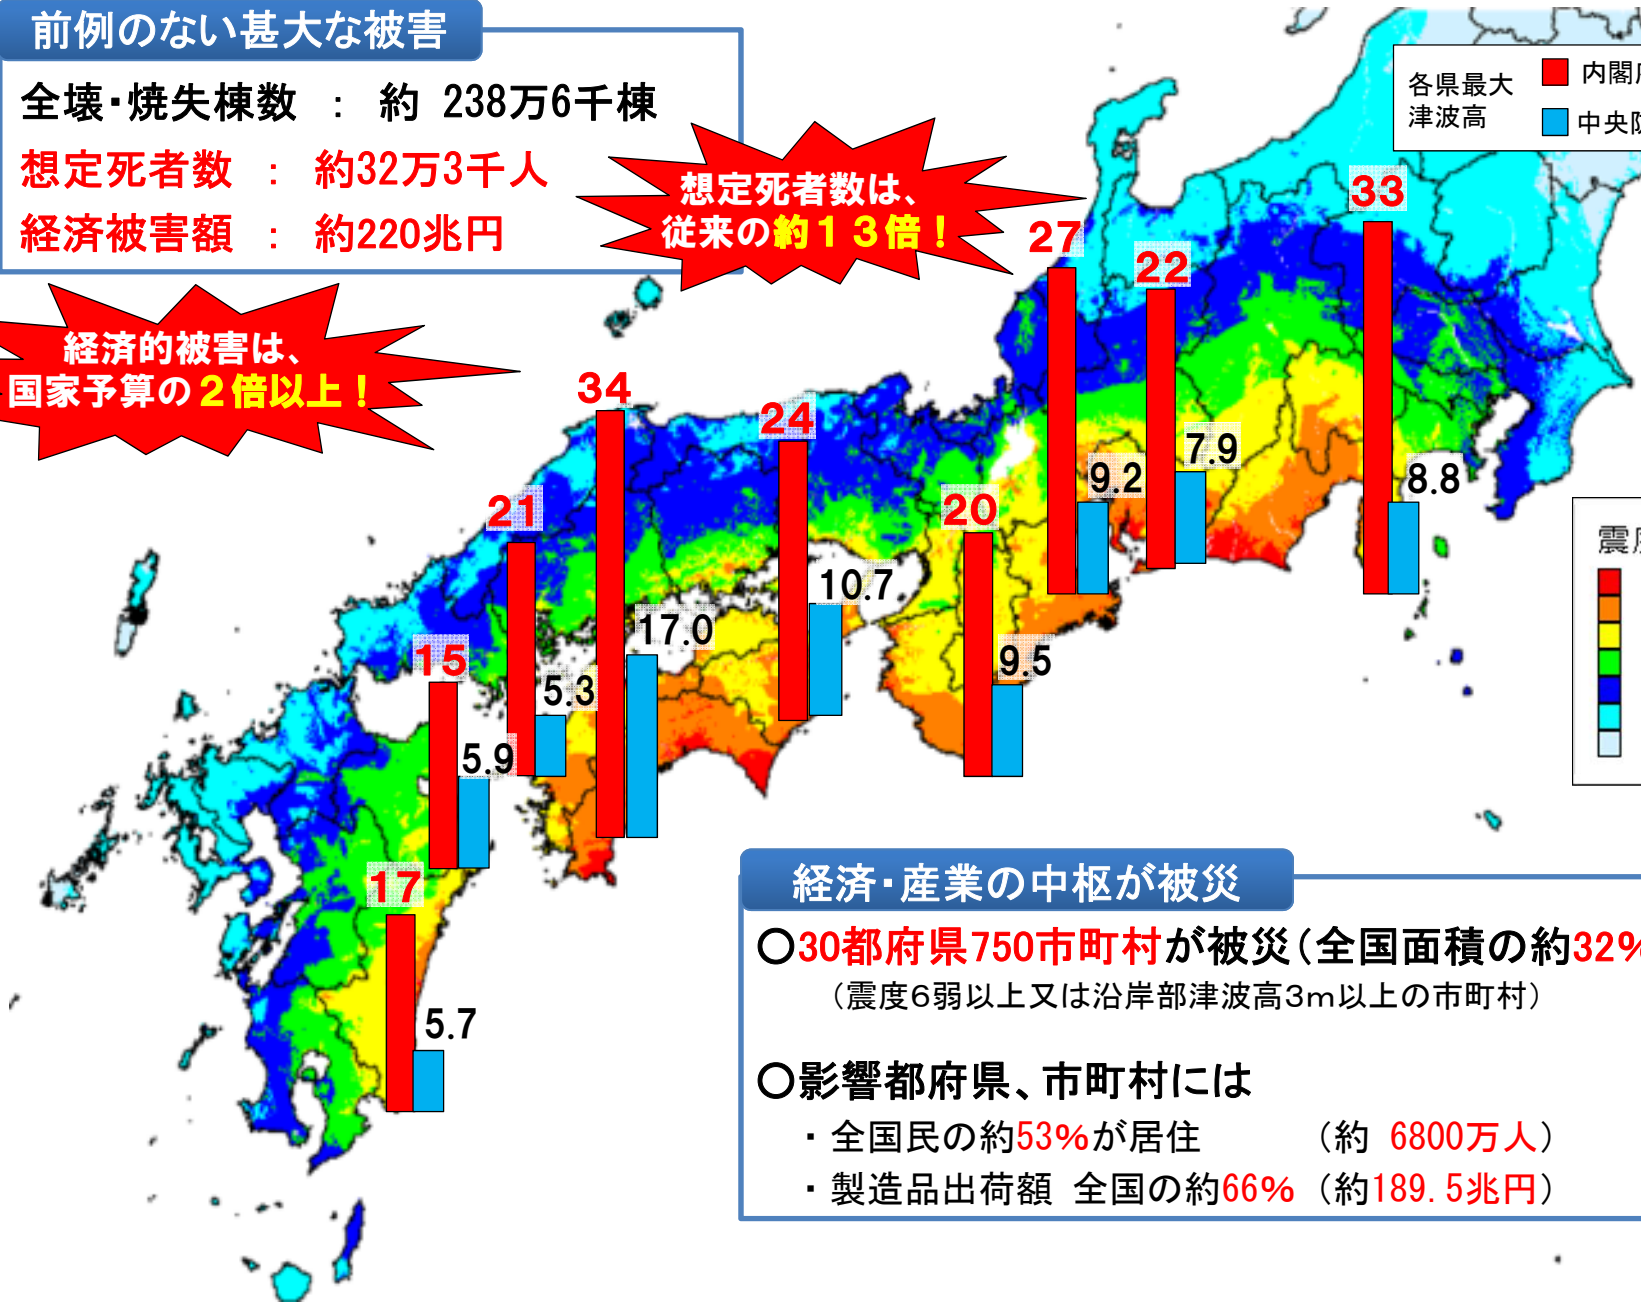 前例のない甚大な被害
全壊・焼失棟数 ： 約 238万6千棟
想定死者数 ： 約32万3千人
経済被害額 ： 約220兆円
想定死者数は、
従来の約１３倍！
経済的被害は、
国家予算の２倍以上！
各県最大
津波高
内閣
中央
33
27
22
34
24
21
20
15
17
9.2
7.9
8.8
10.7
17.0
9.5
5.3
5.9
5.7
震度
経済・産業の中枢が被災
○30都府県750市町村が被災（全国面積の約32%
（震度6弱以上又は沿岸部津波高3m以上の市町村）
○影響都府県、市町村には
・全国民の約53%が居住 （約 6800万人）
・製造品出荷額 全国の約66% （約189.5兆円）